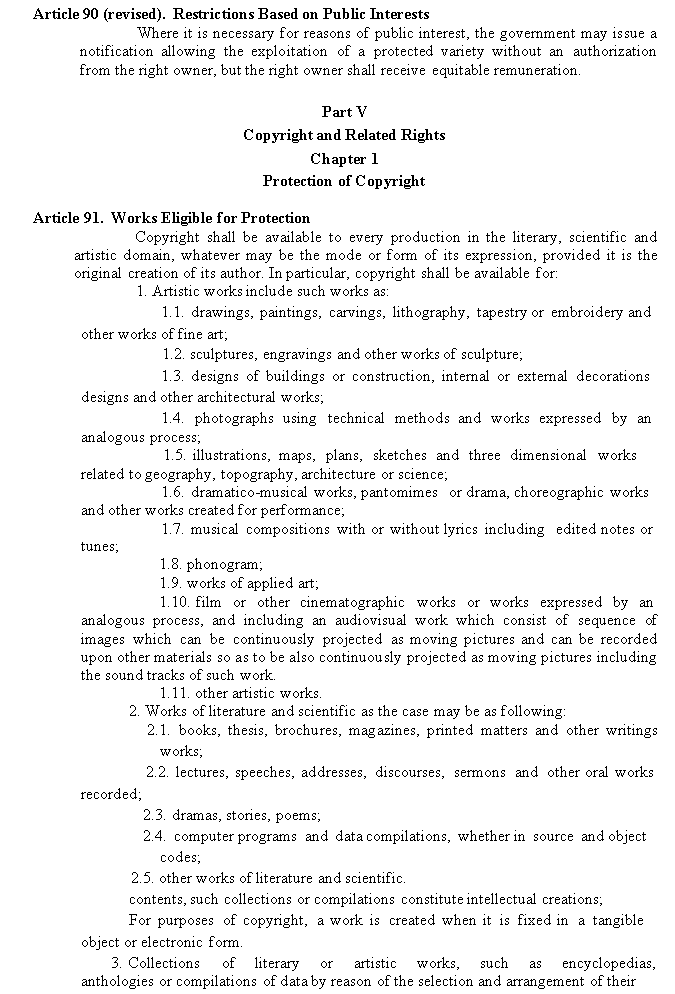 Article 90 (revised). Restrictions Based on Public Interests
Where it is necessary for reasons of public interest, the government may issue a
notification allowing the exploitation of a protected variety without an authorization
from the right owner, but the right owner shall receive equitable remuneration.
Part V
Copyright and Related Rights
Chapter 1
Protection of Copyright
Article 91. Works Eligible for Protection
Copyright shall be available to every production in the literary, scientific and
artistic domain, whatever may be the mode or form of its expression, provided it is the
original creation of its author. In particular, copyright shall be available for:
1. Artistic works include such works as:
1.1. drawings, paintings, carvings, lithography, tapestry or embroidery and
other works of fine art;
1.2. sculptures, engravings and other works of sculpture;
1.3. designs of buildings or construction, internal or external decorations
designs and other architectural works;
1.4. photographs using technical methods and works expressed by an
analogous process;
1.5. illustrations, maps, plans, sketches and three dimensional works
related to geography, topography, architecture or science;
1.6. dramatico-musical works, pantomimes or drama, choreographic works
and other works created for performance;
1.7. musical compositions with or without lyrics including edited notes or
tunes;
1.8. phonogram;
1.9. works of applied art;
1.10. film or other cinematographic works or works expressed by an
analogous process, and including an audiovisual work which consist of sequence of
images which can be continuously projected as moving pictures and can be recorded
upon other materials so as to be also continuously projected as moving pictures including
the sound tracks of such work.
1.11. other artistic works.
2. Works of literature and scientific as the case may be as following:
2.1. books, thesis, brochures, magazines, printed matters and other writings
works;
2.2. lectures, speeches, addresses, discourses, sermons and other oral works
recorded;
2.3. dramas, stories, poems;
2.4. computer programs and data compilations, whether in source and object
codes;
2.5. other works of literature and scientific.
contents, such collections or compilations constitute intellectual creations;
For purposes of copyright, a work is created when it is fixed in a tangible
object or electronic form.
3. Collections of literary or artistic works, such as encyclopedias,
anthologies or compilations of data by reason of the selection and arrangement of their